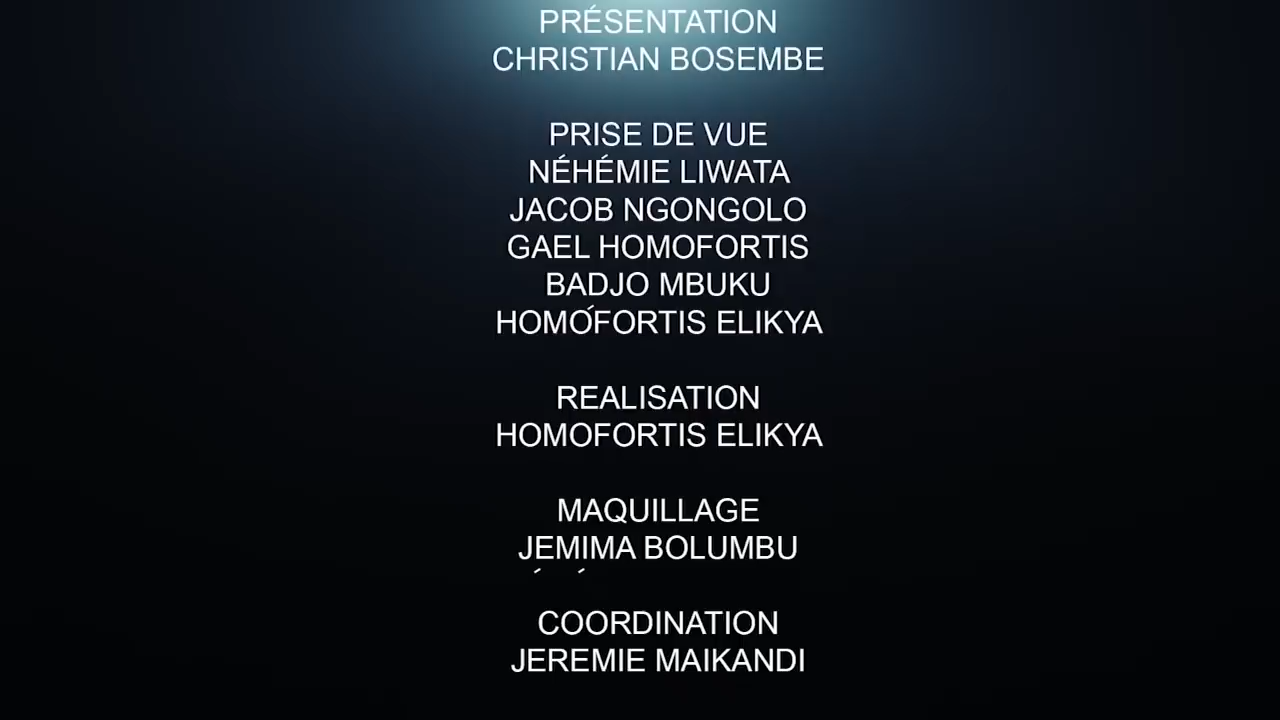 PRÉSENTATION
CHRISTIAN BOSEMBE
PRISE DE VUE
NÉHÉMIE LIWATA
JACOB NGONGOLO
GAEL HOMOFORTIS
BADJO MBUKU
HOMOFORTIS ELIKYA
REALISATION
HOMOFORTIS ELIKYA
MAQUILLAGE
JEMIMA BOLUMBU
COORDINATION
JEREMIE MAIKANDI